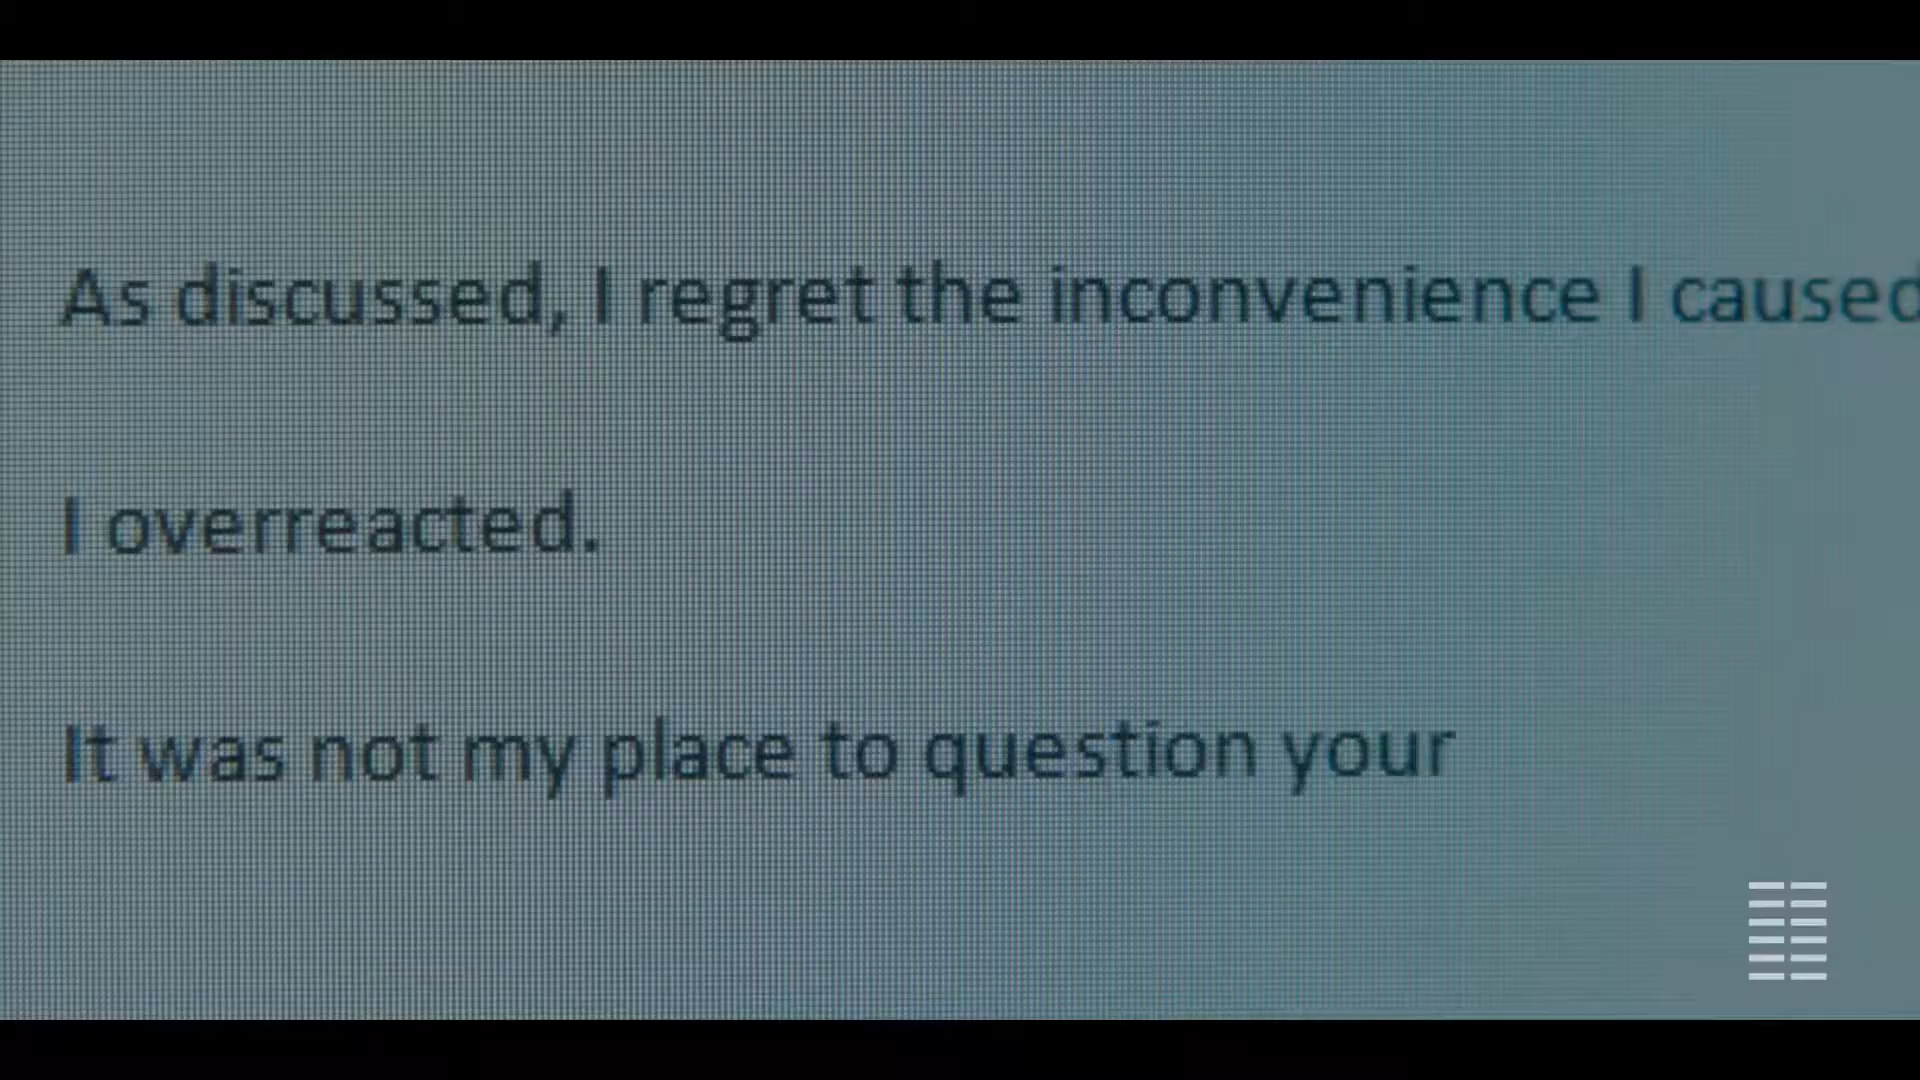 As discussed, I regret the inconvenience I caused
I overreacted.
It was not my place to question your